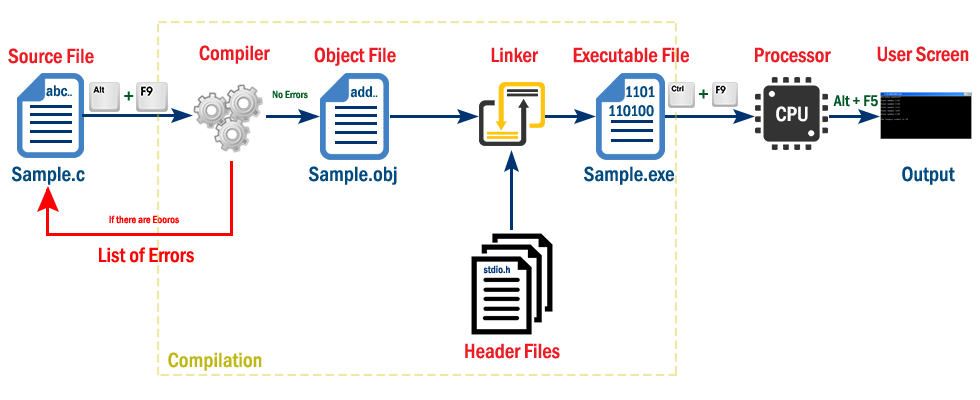 Source File
Compiler
Object File
Linker
Executable File
Processor
User Screen
abc..
Alt + F9
No Errors
add..
1101
110100
Ctrl + F9
CPU
Alt + F5
Sample.c
Sample.obj
Sample.exe
Output
If there are Eooros
List of Errors
stdio.h
Header Files
Compilation